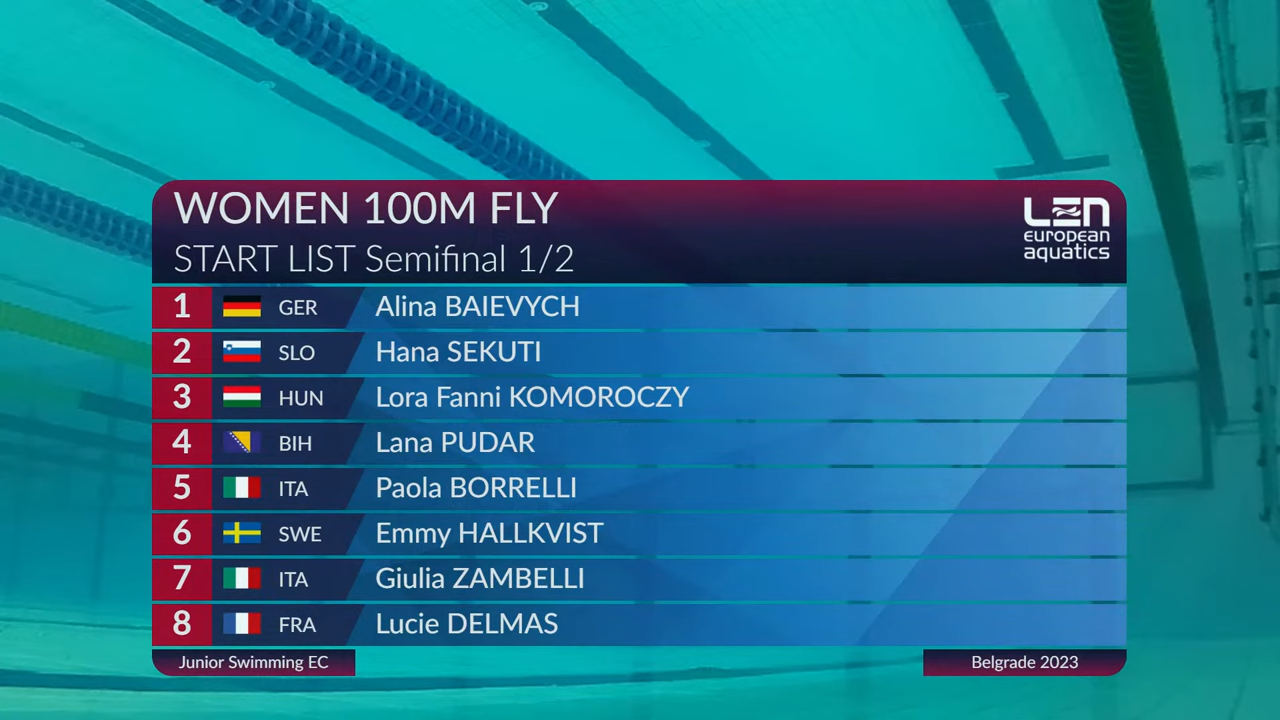 WOMEN 100M FLY
START LIST Semifinal 1/2
LEN
european
aquatics
1 GER Alina BAIEVYCH
2 SLO Hana SEKUTI
3 HUN Lora Fanni KOMOROCZY
4 BIH Lana PUDAR
5 ITA Paola BORRELLI
6 SWE Emmy HALLKVIST
7 ITA Giulia ZAMBELLI
8 FRA Lucie DELMAS
Junior Swimming EC
Belgrade 2023